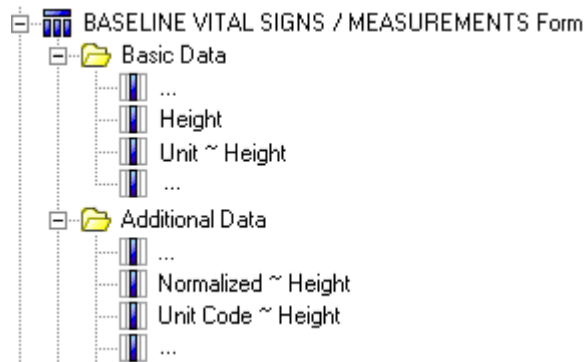 BASELINE VITAL SIGNS / MEASUREMENTS Form
Basic Data
...
Height
Unit ~ Height
...
Additional Data
...
Normalized ~ Height
Unit Code ~ Height
...